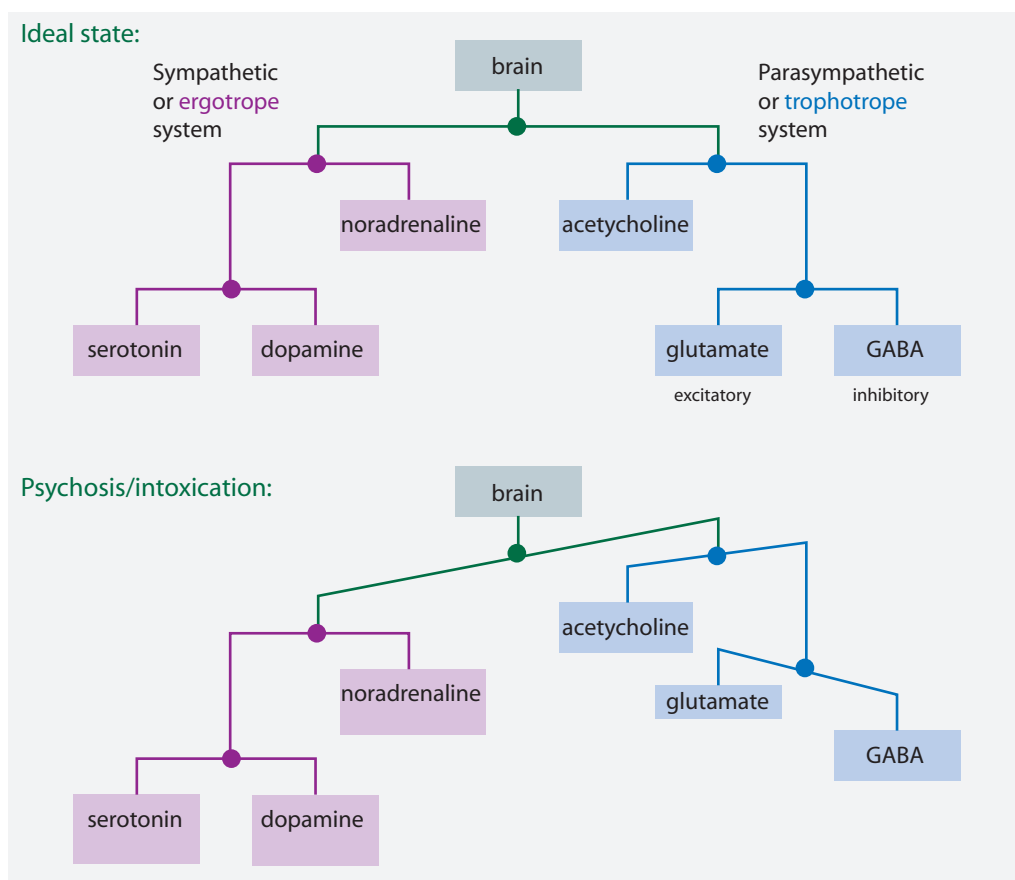 Ideal state:
brain
Sympathetic
or ergotrope
system
Parasympathetic
or trophotrope
system
noradrenaline
acetycholine
serotonin
dopamine
glutamate
GABA
excitatory
inhibitory
Psychosis/intoxication:
brain
acetycholine
noradrenaline
glutamate
GABA
serotonin
dopamine